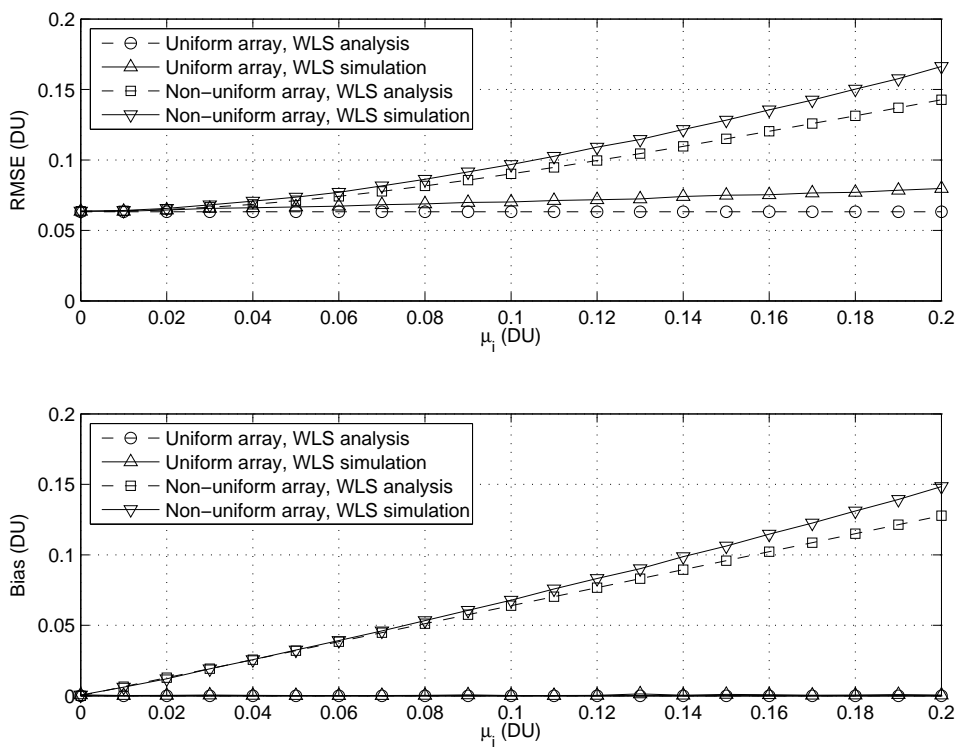 0.2
0.15
0.1
0.05
0
RMSE (DU)
Uniform array, WLS analysis
Uniform array, WLS simulation
Non−uniform array, WLS analysis
Non−uniform array, WLS simulation
0 0.02 0.04 0.06 0.08 0.1 0.12 0.14 0.16 0.18 0.2
μi (DU)
0.2
0.15
0.1
0.05
0
Bias (DU)
Uniform array, WLS analysis
Uniform array, WLS simulation
Non−uniform array, WLS analysis
Non−uniform array, WLS simulation
0 0.02 0.04 0.06 0.08 0.1 0.12 0.14 0.16 0.18 0.2
μi (DU)